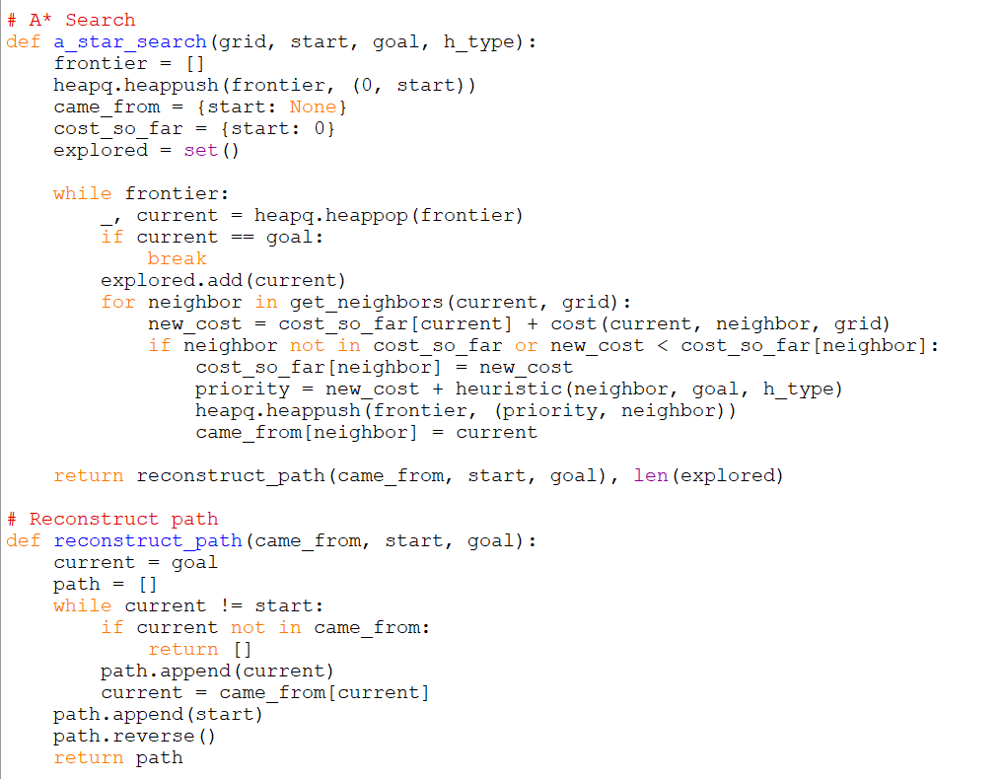 # A* Search
def a_star_search(grid, start, goal, h_type):
    frontier = []
    heapq.heappush(frontier, (0, start))
    came_from = {start: None}
    cost_so_far = {start: 0}
    explored = set()

    while frontier:
        _, current = heapq.heappop(frontier)
        if current == goal:
            break
        explored.add(current)
        for neighbor in get_neighbors(current, grid):
            new_cost = cost_so_far[current] + cost(current, neighbor, grid)
            if neighbor not in cost_so_far or new_cost < cost_so_far[neighbor]:
                cost_so_far[neighbor] = new_cost
                priority = new_cost + heuristic(neighbor, goal, h_type)
                heapq.heappush(frontier, (priority, neighbor))
                came_from[neighbor] = current

    return reconstruct_path(came_from, start, goal), len(explored)

# Reconstruct path
def reconstruct_path(came_from, start, goal):
    current = goal
    path = []
    while current != start:
        if current not in came_from:
            return []
        path.append(current)
        current = came_from[current]
    path.append(start)
    path.reverse()
    return path